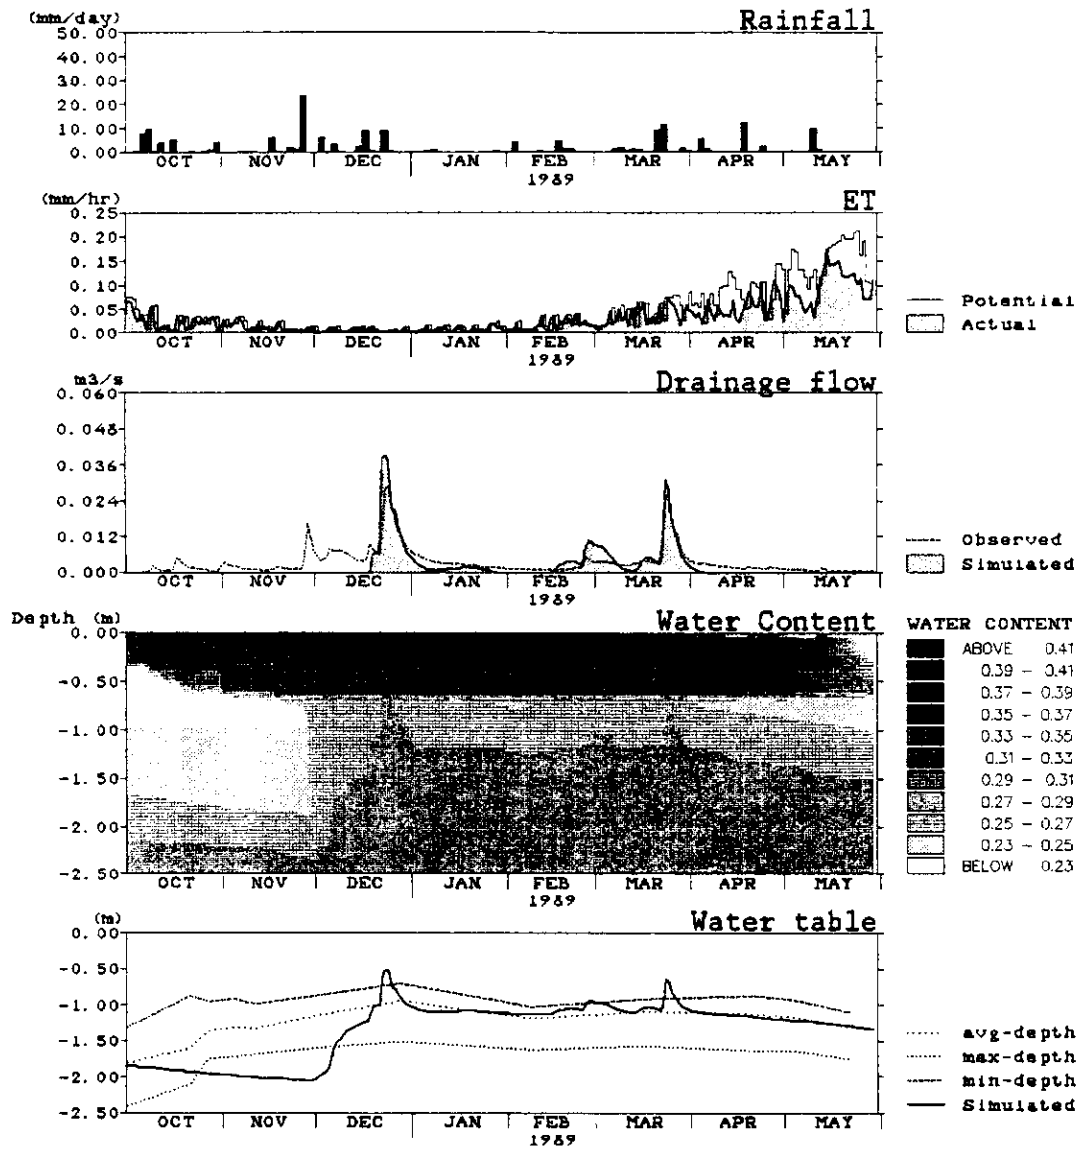 (mm/day) Rainfall
50.00
40.00
30.00
20.00
10.00
0.00
OCT NOV DEC JAN FEB MAR APR MAY
1989
(mm/hr) ET
0.25
0.20
0.15
0.10
0.05
0.00
OCT NOV DEC JAN FEB MAR APR MAY
1989
Potential
Actual
m3/s Drainage flow
0.060
0.048
0.036
0.024
0.012
0.000
OCT NOV DEC JAN FEB MAR APR MAY
1989
Observed
Simulated
Depth (m) Water Content
0.00
-0.50
-1.00
-1.50
-2.00
-2.50
OCT NOV DEC JAN FEB MAR APR MAY
1989
WATER CONTENT
ABOVE 0.41
0.39 - 0.41
0.37 - 0.39
0.35 - 0.37
0.33 - 0.35
0.31 - 0.33
0.29 - 0.31
0.27 - 0.29
0.25 - 0.27
0.23 - 0.25
BELOW 0.23
(m) Water table
0.00
-0.50
-1.00
-1.50
-2.00
-2.50
OCT NOV DEC JAN FEB MAR APR MAY
1989
avg-depth
max-depth
min-depth
Simulated